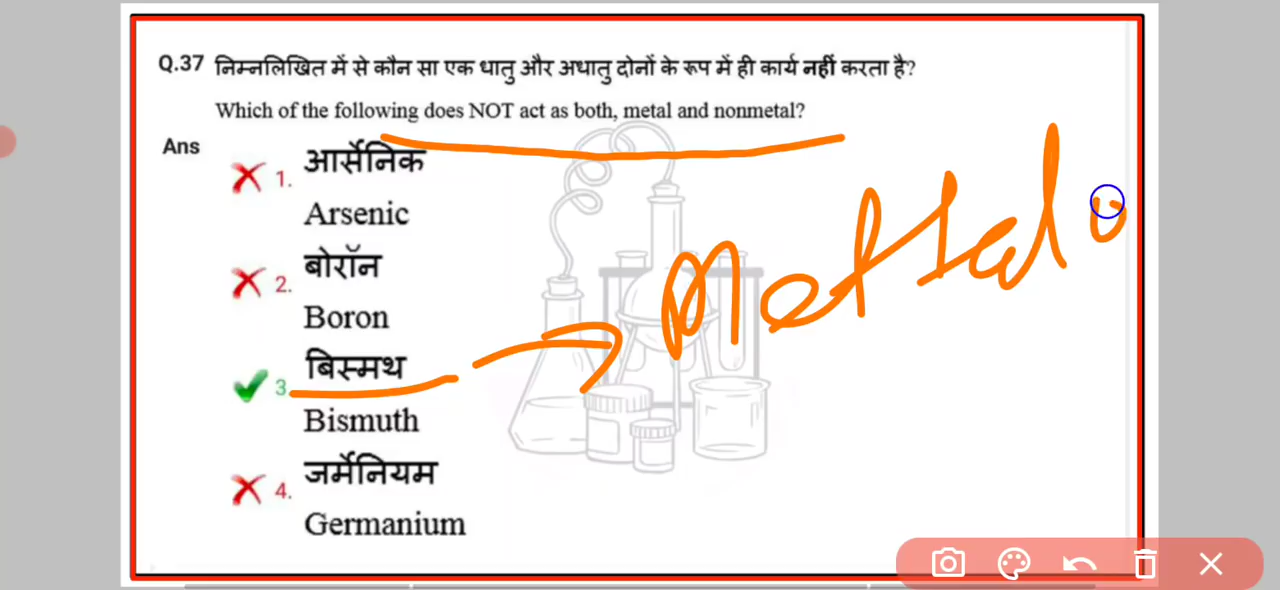 Q.37 निम्नलिखित में से कौन सा एक धातु और अधातु दोनों के रूप में ही कार्य नहीं करता है?
Which of the following does NOT act as both, metal and nonmetal?
Ans
1. आर्सेनिक
Arsenic
2. बोरॉन
Boron
3. बिस्मथ
Bismuth
4. जर्मेनियम
Germanium